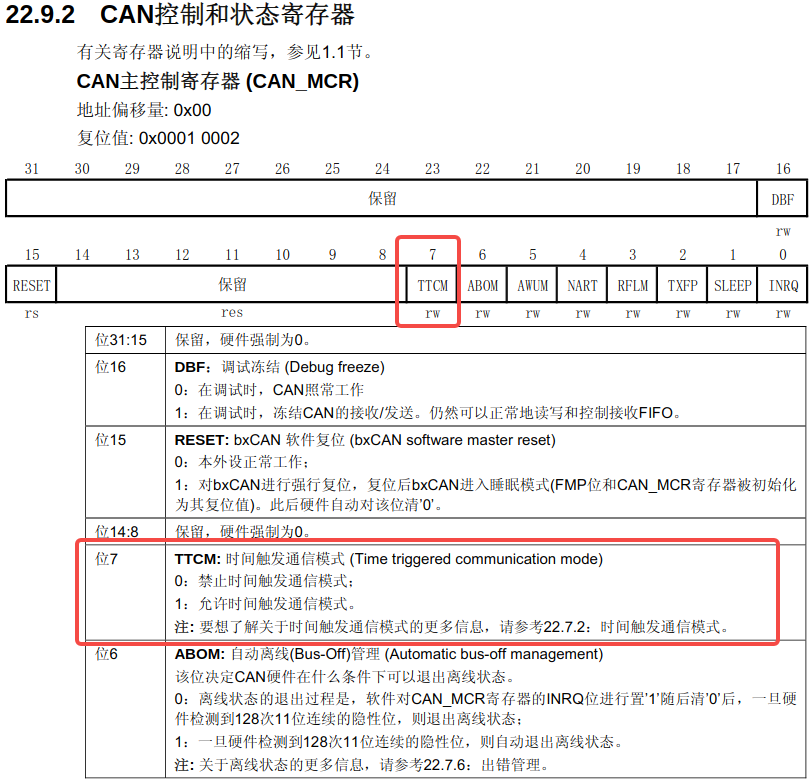 22.9.2 CAN控制和状态寄存器
有关寄存器说明中的缩写，参见1.1节。
CAN主控制寄存器 (CAN_MCR)
地址偏移量: 0x00
复位值: 0x0001 0002
31 30 29 28 27 26 25 24 23 22 21 20 19 18 17 16
保留 DBF
rw
15 14 13 12 11 10 9 8 7 6 5 4 3 2 1 0
RESET 保留 TTCM ABOM AWUM NART RFLM TXFP SLEEP INRQ
rs res rw rw rw rw rw rw rw rw
位31:15 保留，硬件强制为0。
位16 DBF：调试冻结 (Debug freeze)
0：在调试时，CAN照常工作
1：在调试时，冻结CAN的接收/发送。仍然可以正常地读写和控制接收FIFO。
位15 RESET: bxCAN 软件复位 (bxCAN software master reset)
0：本外设正常工作；
1：对bxCAN进行强行复位，复位后bxCAN进入睡眠模式(FMP位和CAN_MCR寄存器被初始化
为其复位值)。此后硬件自动对该位清’0’。
位14:8 保留，硬件强制为0。
位7 TTCM: 时间触发通信模式 (Time triggered communication mode)
0：禁止时间触发通信模式；
1：允许时间触发通信模式。
注: 要想了解关于时间触发通信模式的更多信息，请参考22.7.2：时间触发通信模式。
位6 ABOM: 自动离线(Bus-Off)管理 (Automatic bus-off management)
该位决定CAN硬件在什么条件下可以退出离线状态。
0：离线状态的退出过程是，软件对CAN_MCR寄存器的INRQ位进行置’1’随后清’0’后，一旦硬
件检测到128次11位连续的隐性位，则退出离线状态；
1：一旦硬件检测到128次11位连续的隐性位，则自动退出离线状态。
注: 关于离线状态的更多信息，请参考22.7.6：出错管理。